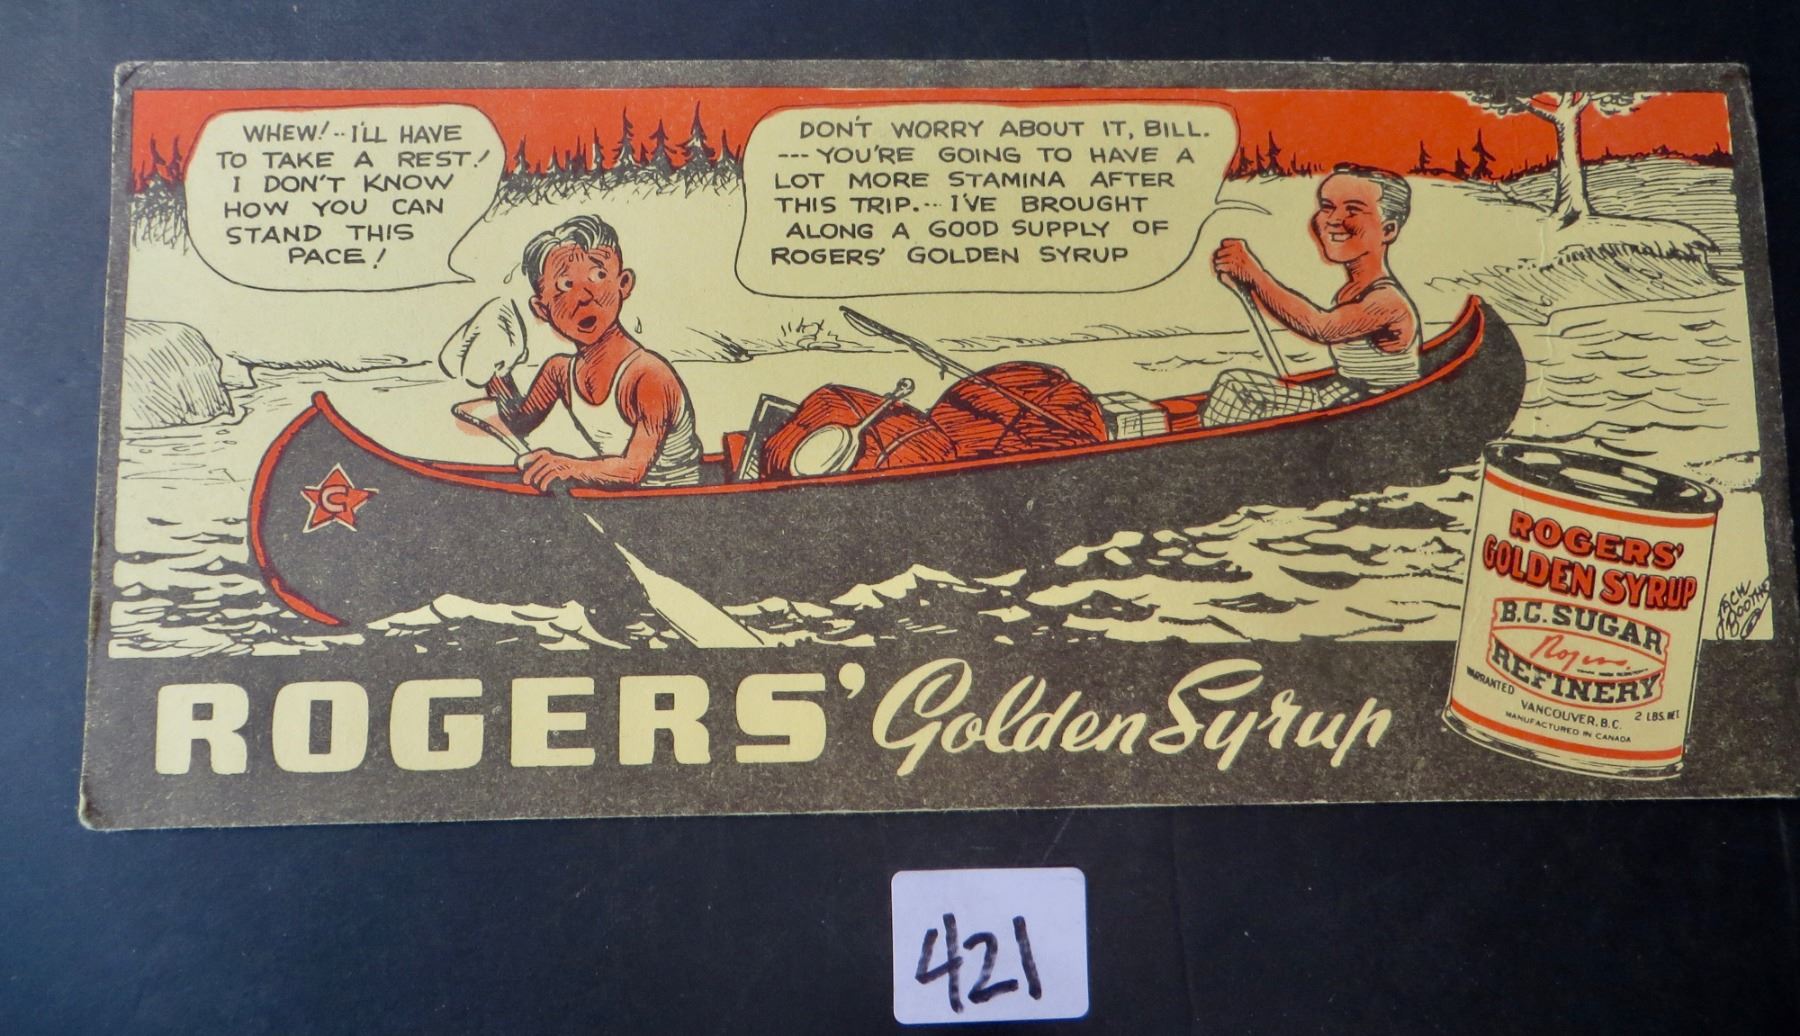 WHEW!-- I'LL HAVE
TO TAKE A REST!
I DON'T KNOW
HOW YOU CAN
STAND THIS
PACE!
DON'T WORRY ABOUT IT, BILL.
--- YOU'RE GOING TO HAVE A
LOT MORE STAMINA AFTER
THIS TRIP.--- I'VE BROUGHT
ALONG A GOOD SUPPLY OF
ROGERS' GOLDEN SYRUP
C
ROGERS'
GOLDEN SYRUP
B.C. SUGAR
Rogers.
REFINERY
WARRANTED
VANCOUVER, B.C.
2 LBS. NET.
MANUFACTURED IN CANADA
JACK
BOOTHE
ROGERS' Golden Syrup
421